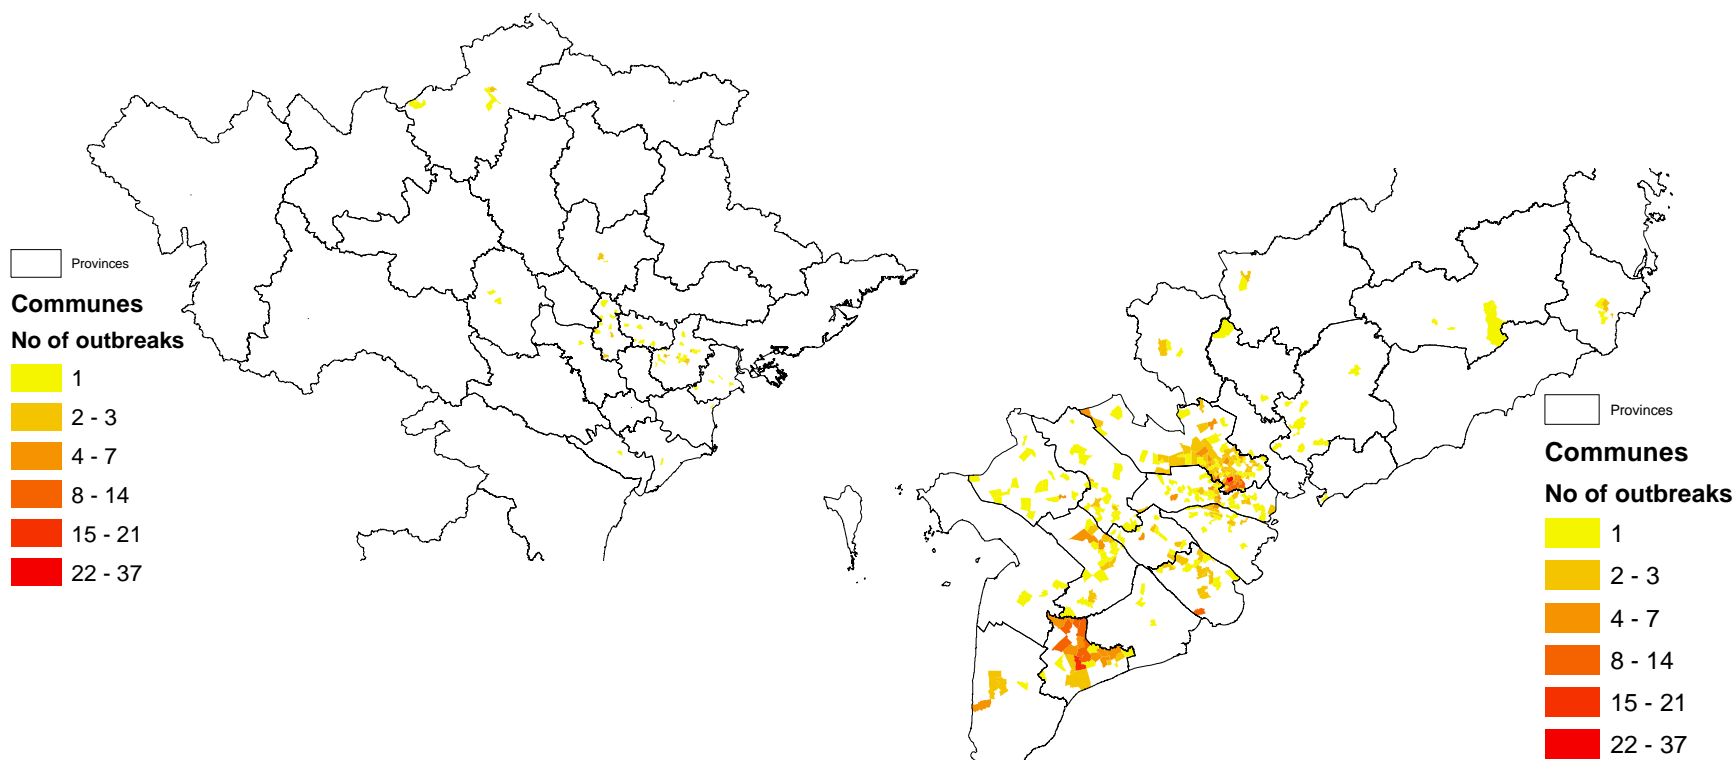 Provinces
Communes
No of outbreaks
1
2 - 3
4 - 7
8 - 14
15 - 21
22 - 37
Provinces
Communes
No of outbreaks
1
2 - 3
4 - 7
8 - 14
15 - 21
22 - 37